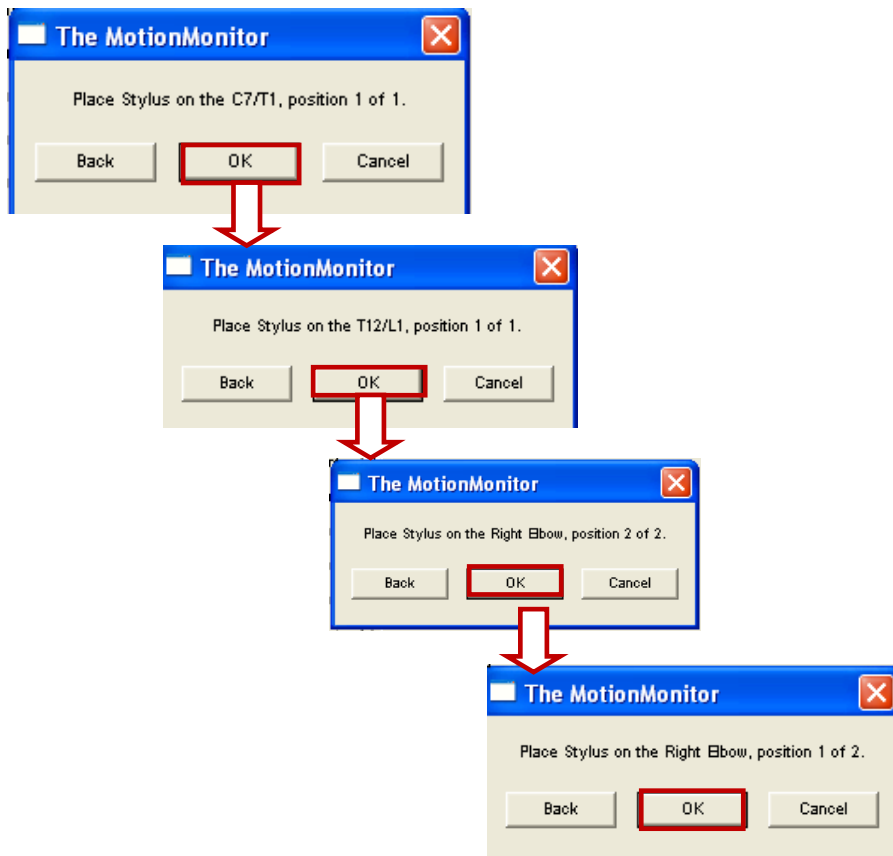 The MotionMonitor
Place Stylus on the C7/T1, position 1 of 1.
Back OK Cancel
The MotionMonitor
Place Stylus on the T12/L1, position 1 of 1.
Back OK Cancel
The MotionMonitor
Place Stylus on the Right Elbow, position 2 of 2.
Back OK Cancel
The MotionMonitor
Place Stylus on the Right Elbow, position 1 of 2.
Back OK Cancel